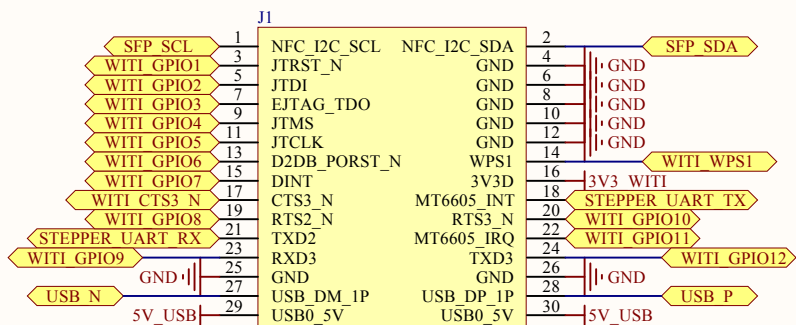 J1
SFP_SCL 1 NFC_I2C_SCL NFC_I2C_SDA 2 SFP_SDA
WITI_GPIO1 3 JTRST_N GND 4 GND
WITI_GPIO2 5 JTDI GND 6 GND
WITI_GPIO3 7 EJTAG_TDO GND 8 GND
WITI_GPIO4 9 JTMS GND 10 GND
WITI_GPIO5 11 JTCLK GND 12 GND
WITI_GPIO6 13 D2DB_PORST_N WPS1 14 WITI_WPS1
WITI_GPIO7 15 DINT 3V3D 16 3V3_WITI
WITI_CTS3_N 17 CTS3_N MT6605_INT 18 STEPPER_UART_TX
WITI_GPIO8 19 RTS2_N RTS3_N 20 WITI_GPIO10
STEPPER_UART_RX 21 TXD2 MT6605_IRQ 22 WITI_GPIO11
WITI_GPIO9 23 RXD3 TXD3 24 WITI_GPIO12
GND 25 GND GND 26 GND
USB_N 27 USB_DM_1P USB_DP_1P 28 USB_P
5V_USB 29 USB0_5V USB0_5V 30 5V_USB